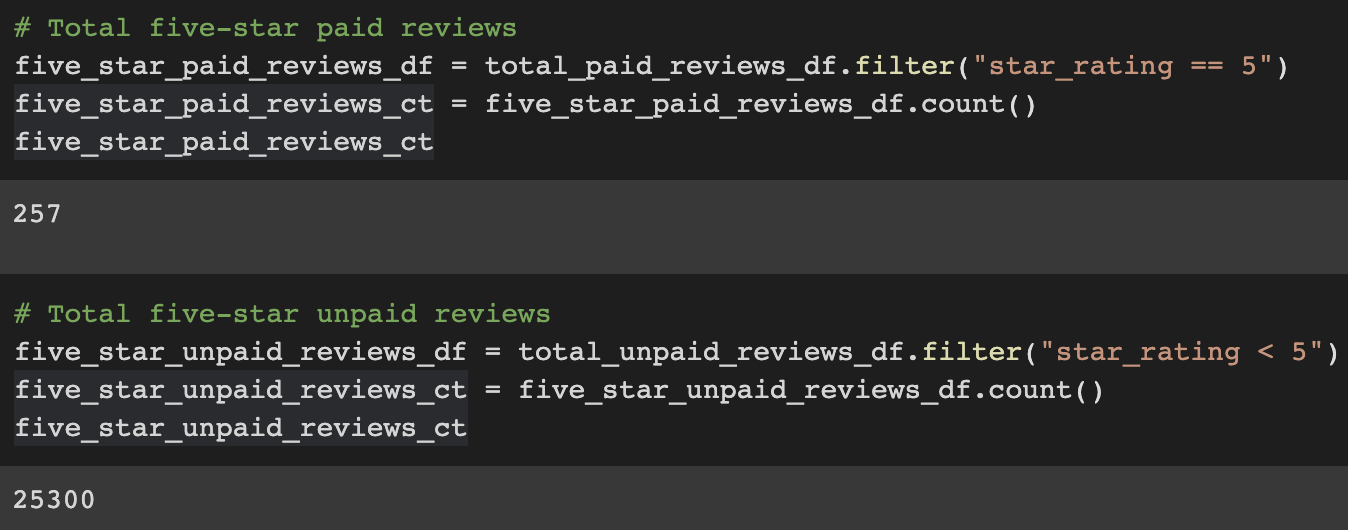 # Total five-star paid reviews
five_star_paid_reviews_df = total_paid_reviews_df.filter("star_rating == 5")
five_star_paid_reviews_ct = five_star_paid_reviews_df.count()
five_star_paid_reviews_ct
257
# Total five-star unpaid reviews
five_star_unpaid_reviews_df = total_unpaid_reviews_df.filter("star_rating < 5")
five_star_unpaid_reviews_ct = five_star_unpaid_reviews_df.count()
five_star_unpaid_reviews_ct
25300